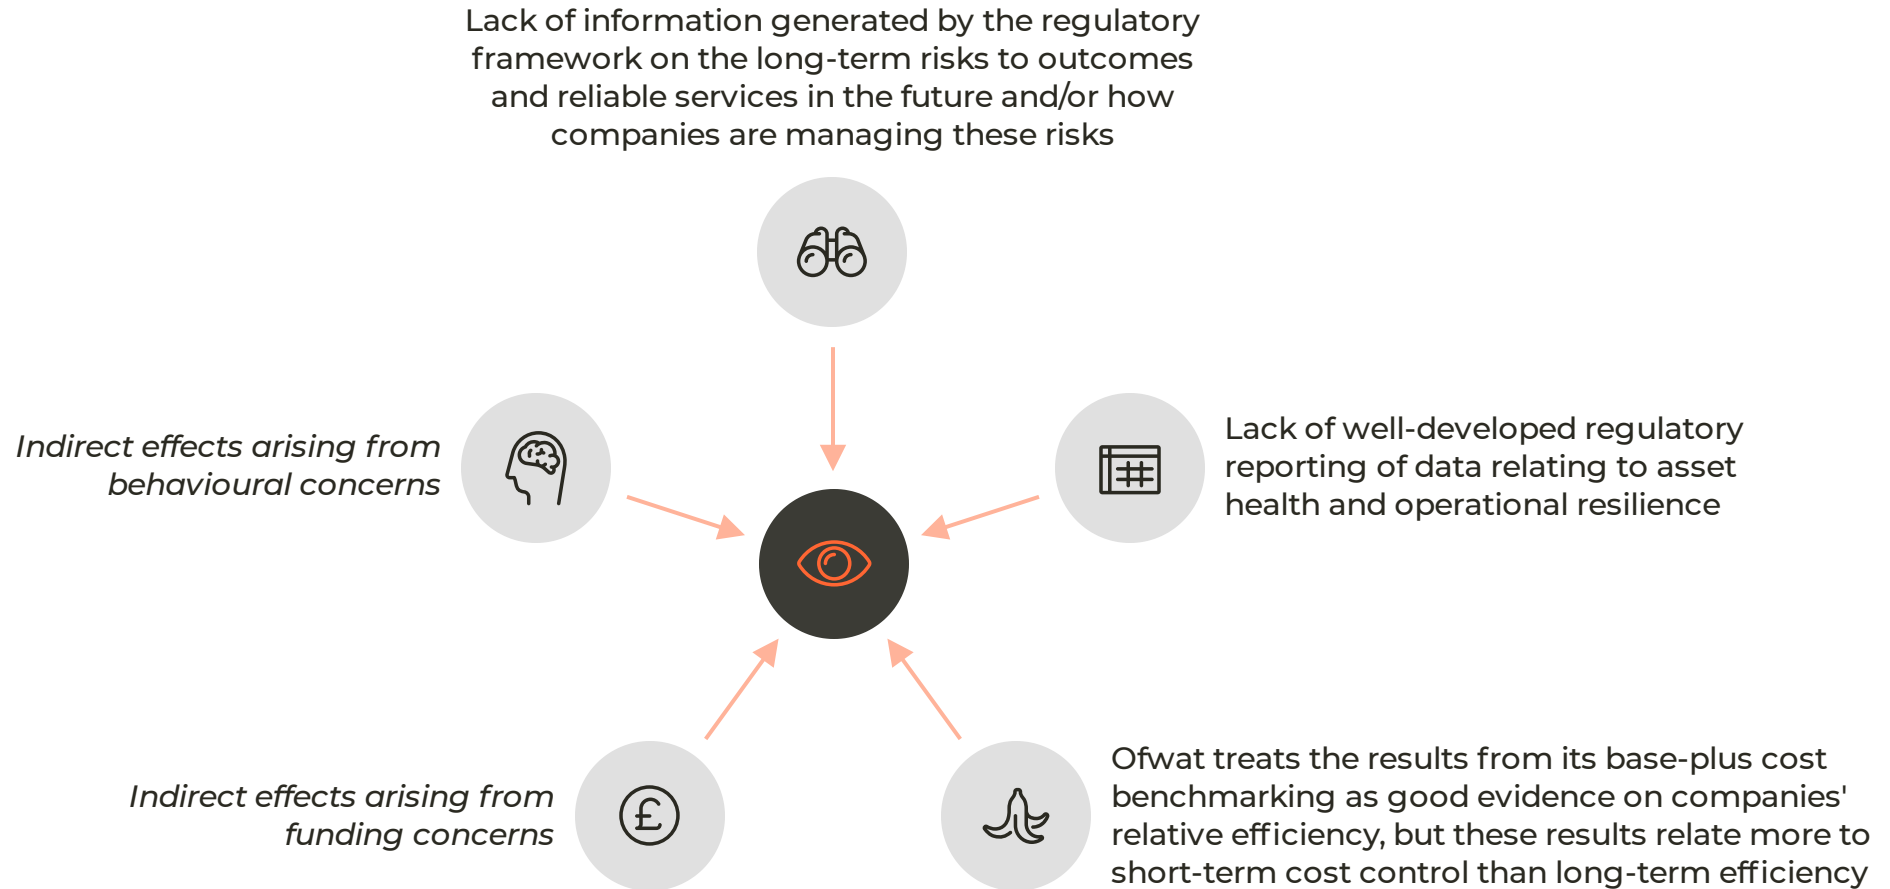 Lack of information generated by the regulatory
framework on the long-term risks to outcomes
and reliable services in the future and/or how
companies are managing these risks
Indirect effects arising from
behavioural concerns
Lack of well-developed regulatory
reporting of data relating to asset
health and operational resilience
Indirect effects arising from
funding concerns
£
Ofwat treats the results from its base-plus cost
benchmarking as good evidence on companies'
relative efficiency, but these results relate more to
short-term cost control than long-term efficiency